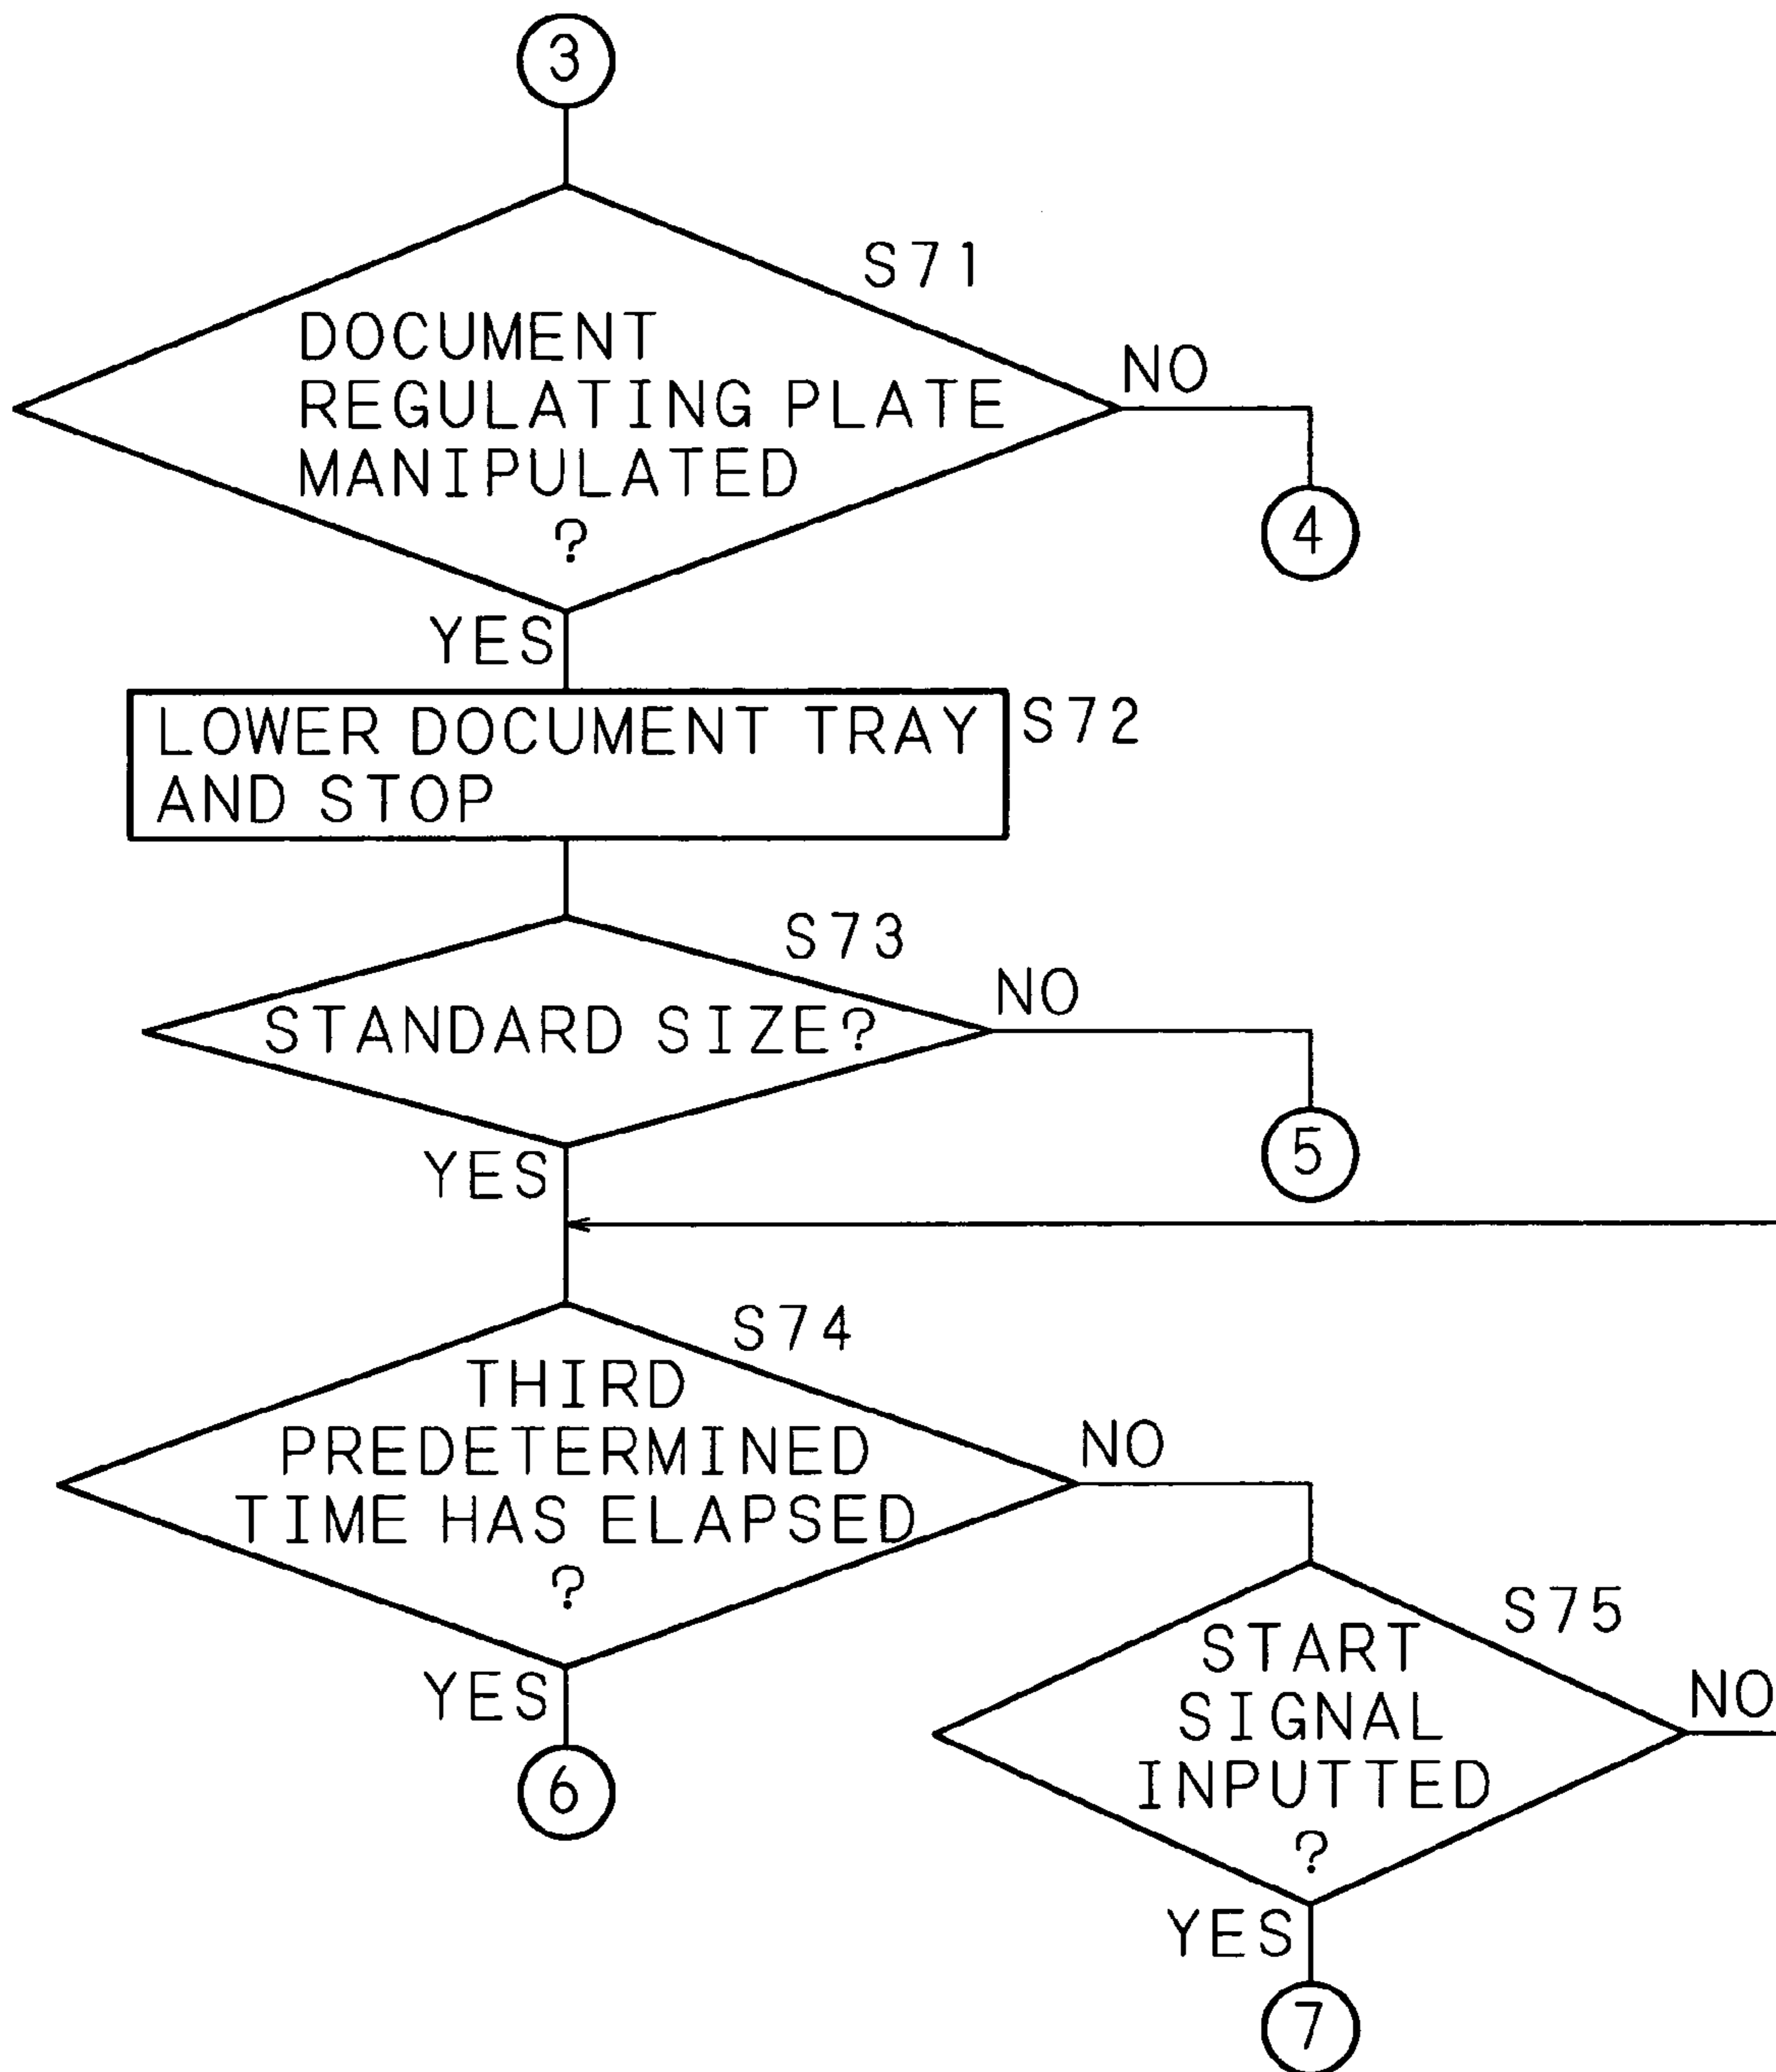 3
S71
DOCUMENT
REGULATING PLATE
MANIPULATED
?
NO
4
YES
LOWER DOCUMENT TRAY
AND STOP
S72
S73
STANDARD SIZE?
NO
5
YES
S74
THIRD
PREDETERMINED
TIME HAS ELAPSED
?
NO
YES
6
S75
START
SIGNAL
INPUTTED
?
NO
YES
7